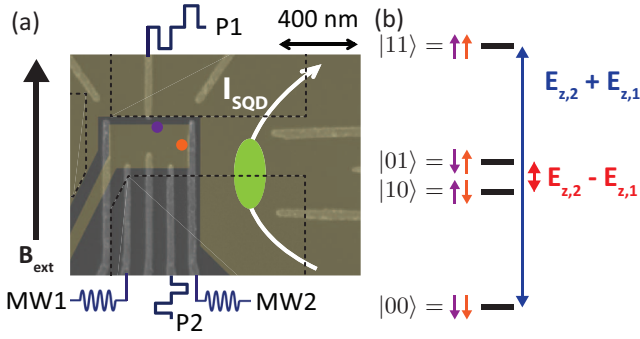 (a)
P1
400 nm
I_SQD
B_ext
MW1
P2
MW2
(b)
|11⟩ = ↑↑
E_z,2 + E_z,1
|01⟩ = ↓↑
|10⟩ = ↑↓
E_z,2 - E_z,1
|00⟩ = ↓↓